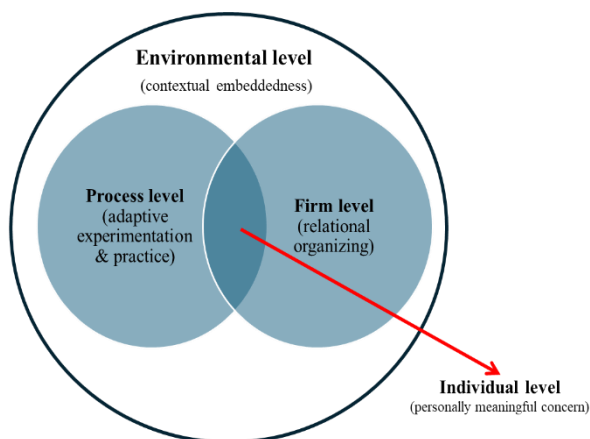 Environmental level
(contextual embeddedness)
Process level
(adaptive
experimentation
& practice)
Firm level
(relational
organizing)
Individual level
(personally meaningful concern)